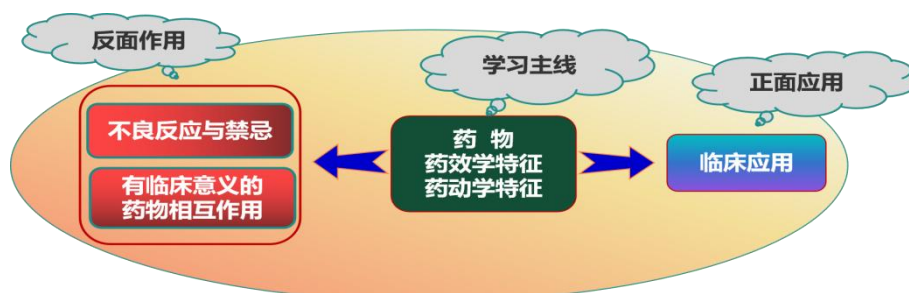 反面作用
学习主线
正面应用
不良反应与禁忌
有临床意义的
药物相互作用
药 物
药效学特征
药动学特征
临床应用